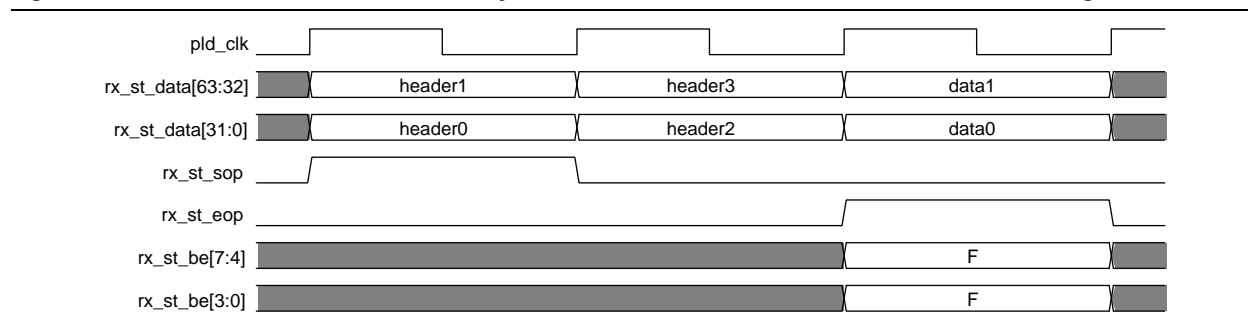 pld_clk
rx_st_data[63:32] header1 header3 data1
rx_st_data[31:0] header0 header2 data0
rx_st_sop
rx_st_eop
rx_st_be[7:4] F
rx_st_be[3:0] F